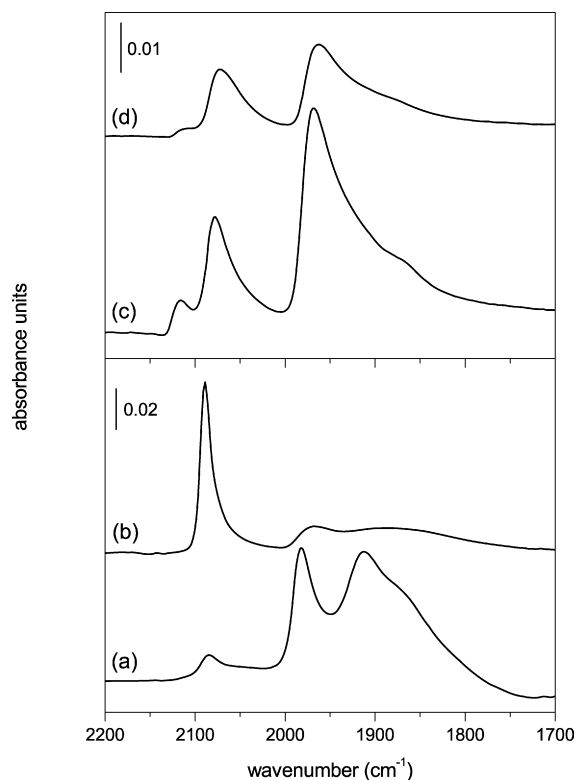 0.01
(d)
(c)
absorbance units
0.02
(b)
(a)
2200 2100 2000 1900 1800 1700
wavenumber (cm-1)